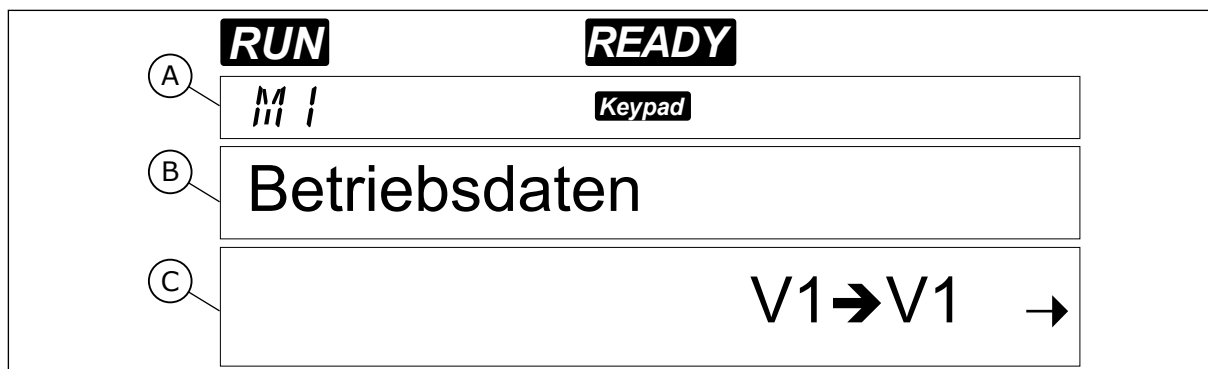 RUN READY
A
M1 Keypad
B
Betriebsdaten
C
V1➔V1 →